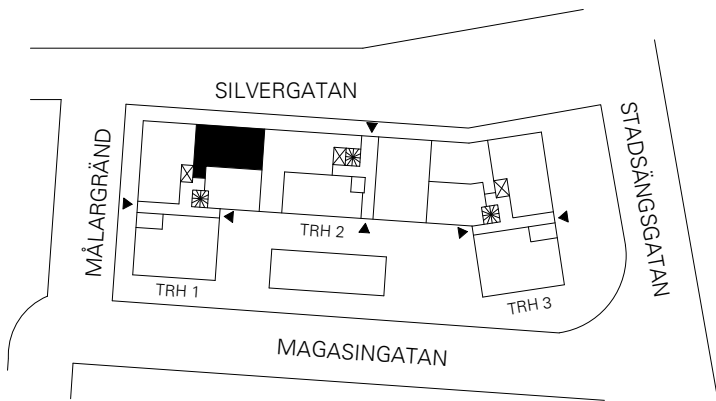 SILVERGATAN
STADSÄNGSGATAN
MÅLARGRÄND
TRH 2
TRH 1
TRH 3
MAGASINGATAN